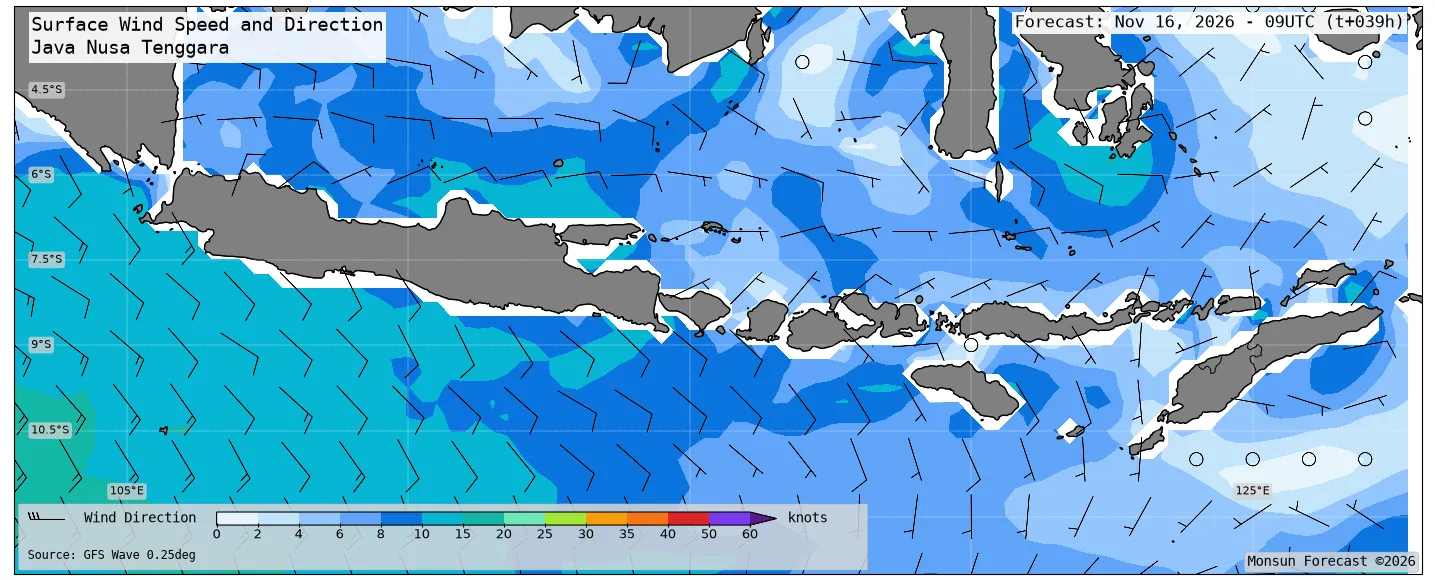 Surface Wind Speed and Direction
Java Nusa Tenggara
Forecast: Nov 16, 2026 - 09UTC (t+039h)
4.5°S
6°S
7.5°S
9°S
10.5°S
105°E
125°E
Wind Direction
0 2 4 6 8 10 15 20 25 30 35 40 50 60
knots
Source: GFS Wave 0.25deg
Monsun Forecast ©2026